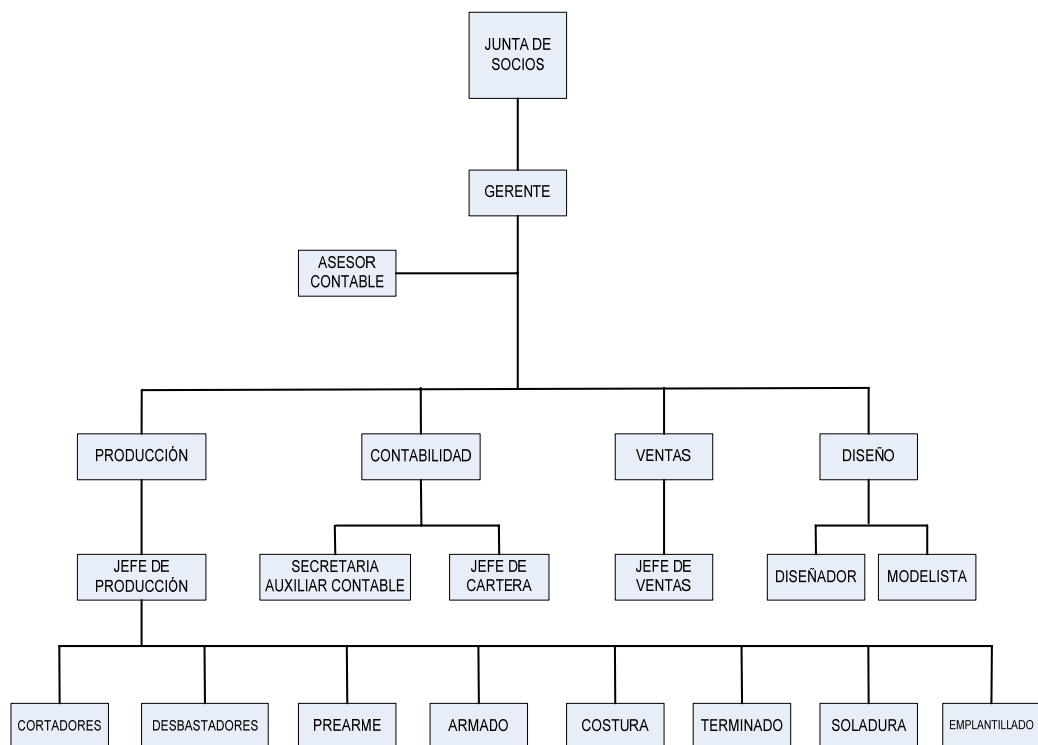 JUNTA DE
SOCIOS
GERENTE
ASESOR
CONTABLE
PRODUCCIÓN
CONTABILIDAD
VENTAS
DISEÑO
JEFE DE
PRODUCCIÓN
SECRETARIA
AUXILIAR CONTABLE
JEFE DE
CARTERA
JEFE DE
VENTAS
DISEÑADOR
MODELISTA
CORTADORES
DESBASTADORES
PREARME
ARMADO
COSTURA
TERMINADO
SOLADURA
EMPLANTILLADO